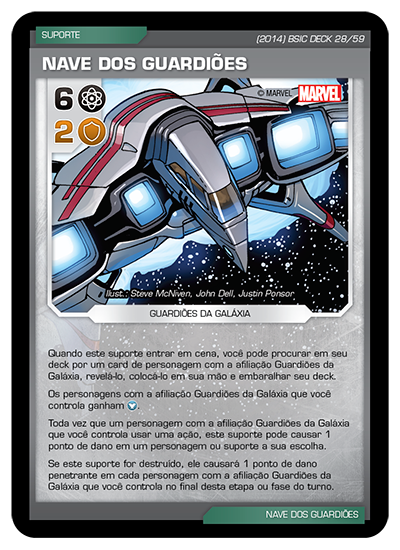 SUPORTE
(2014) BSIC DECK 28/59
NAVE DOS GUARDIÕES
6
© MARVEL MARVEL
2
Ilust.: Steve McNiven, John Dell, Justin Ponsor
GUARDIÕES DA GALÁXIA
Quando este suporte entrar em cena, você pode procurar em seu
deck por um card de personagem com a afiliação Guardiões da
Galáxia, revelá-lo, colocá-lo em sua mão e embaralhar seu deck.
Os personagens com a afiliação Guardiões da Galáxia que você
controla ganham .
Toda vez que um personagem com a afiliação Guardiões da Galáxia
que você controla usar uma ação, este suporte pode causar 1
ponto de dano em um personagem ou suporte a sua escolha.
Se este suporte for destruído, ele causará 1 ponto de dano
penetrante em cada personagem com a afiliação Guardiões da
Galáxia que você controla no final desta etapa ou fase do turno.
NAVE DOS GUARDIÕES